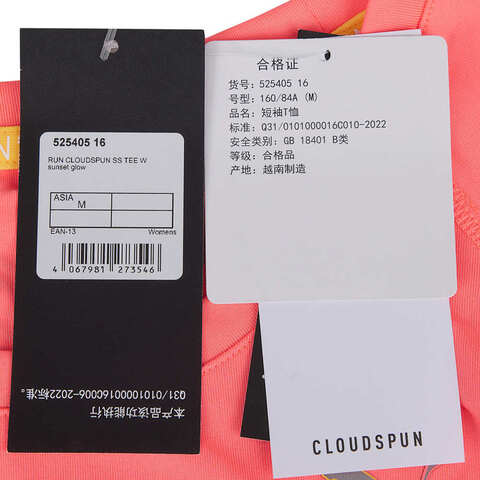 525405 16
RUN CLOUDSPUN SS TEE W
sunset glow
ASIA
M
EAN-13 Womens
4 067981 273546
本产品该功能执行
Q31/0101000016C006-2022标准。
合格证
货号: 525405 16
号型: 160/84A (M)
品名: 短袖T恤
标准: Q31/0101000016C010-2022
安全类别: GB 18401 B类
等级: 合格品
产地: 越南制造
CLOUDSPUN
N